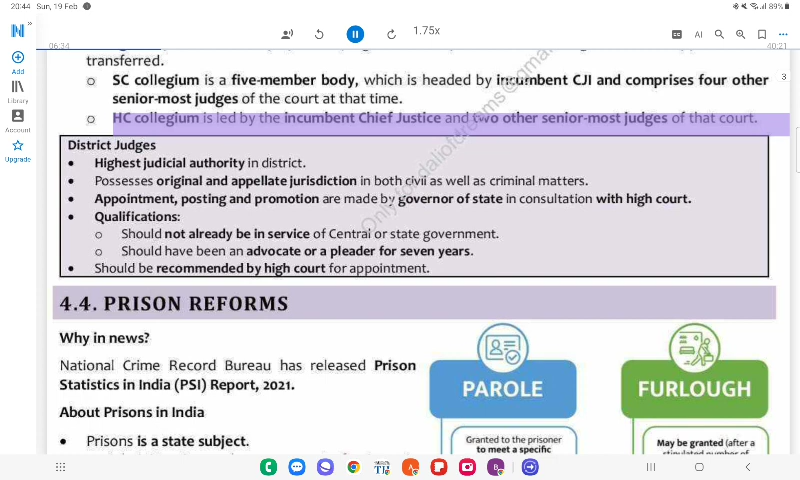 20:44 Sun, 19 Feb
89%
N »
1.75x
AI
06:34
40:21
Add
Library
Account
Upgrade
transferred.
3
o SC collegium is a five-member body, which is headed by incumbent CJI and comprises four other
senior-most judges of the court at that time.
o HC collegium is led by the incumbent Chief Justice and two other senior-most judges of that court.
District Judges
• Highest judicial authority in district.
• Possesses original and appellate jurisdiction in both civil as well as criminal matters.
• Appointment, posting and promotion are made by governor of state in consultation with high court.
• Qualifications:
o Should not already be in service of Central or state government.
o Should have been an advocate or a pleader for seven years.
• Should be recommended by high court for appointment.
4.4. PRISON REFORMS
Why in news?
National Crime Record Bureau has released Prison
Statistics in India (PSI) Report, 2021.
About Prisons in India
• Prisons is a state subject.
PAROLE
Granted to the prisoner
to meet a specific
FURLOUGH
May be granted (after a
stipulated number of